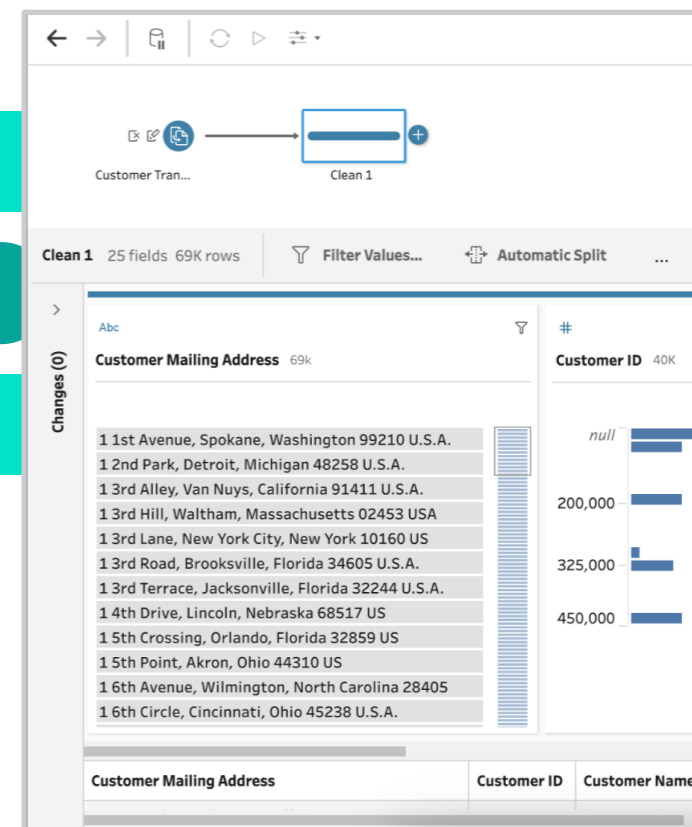 Customer Tran...
Clean 1
Clean 1 25 fields 69K rows Filter Values... Automatic Split ...
Changes (0)
Abc
Customer Mailing Address 69k
1 1st Avenue, Spokane, Washington 99210 U.S.A.
1 2nd Park, Detroit, Michigan 48258 U.S.A.
1 3rd Alley, Van Nuys, California 91411 U.S.A.
1 3rd Hill, Waltham, Massachusetts 02453 USA
1 3rd Lane, New York City, New York 10160 US
1 3rd Road, Brooksville, Florida 34605 U.S.A.
1 3rd Terrace, Jacksonville, Florida 32244 U.S.A.
1 4th Drive, Lincoln, Nebraska 68517 US
1 5th Crossing, Orlando, Florida 32859 US
1 5th Point, Akron, Ohio 44310 US
1 6th Avenue, Wilmington, North Carolina 28405
1 6th Circle, Cincinnati, Ohio 45238 U.S.A.
#
Customer ID 40K
null
200,000
325,000
450,000
Customer Mailing Address Customer ID Customer Name